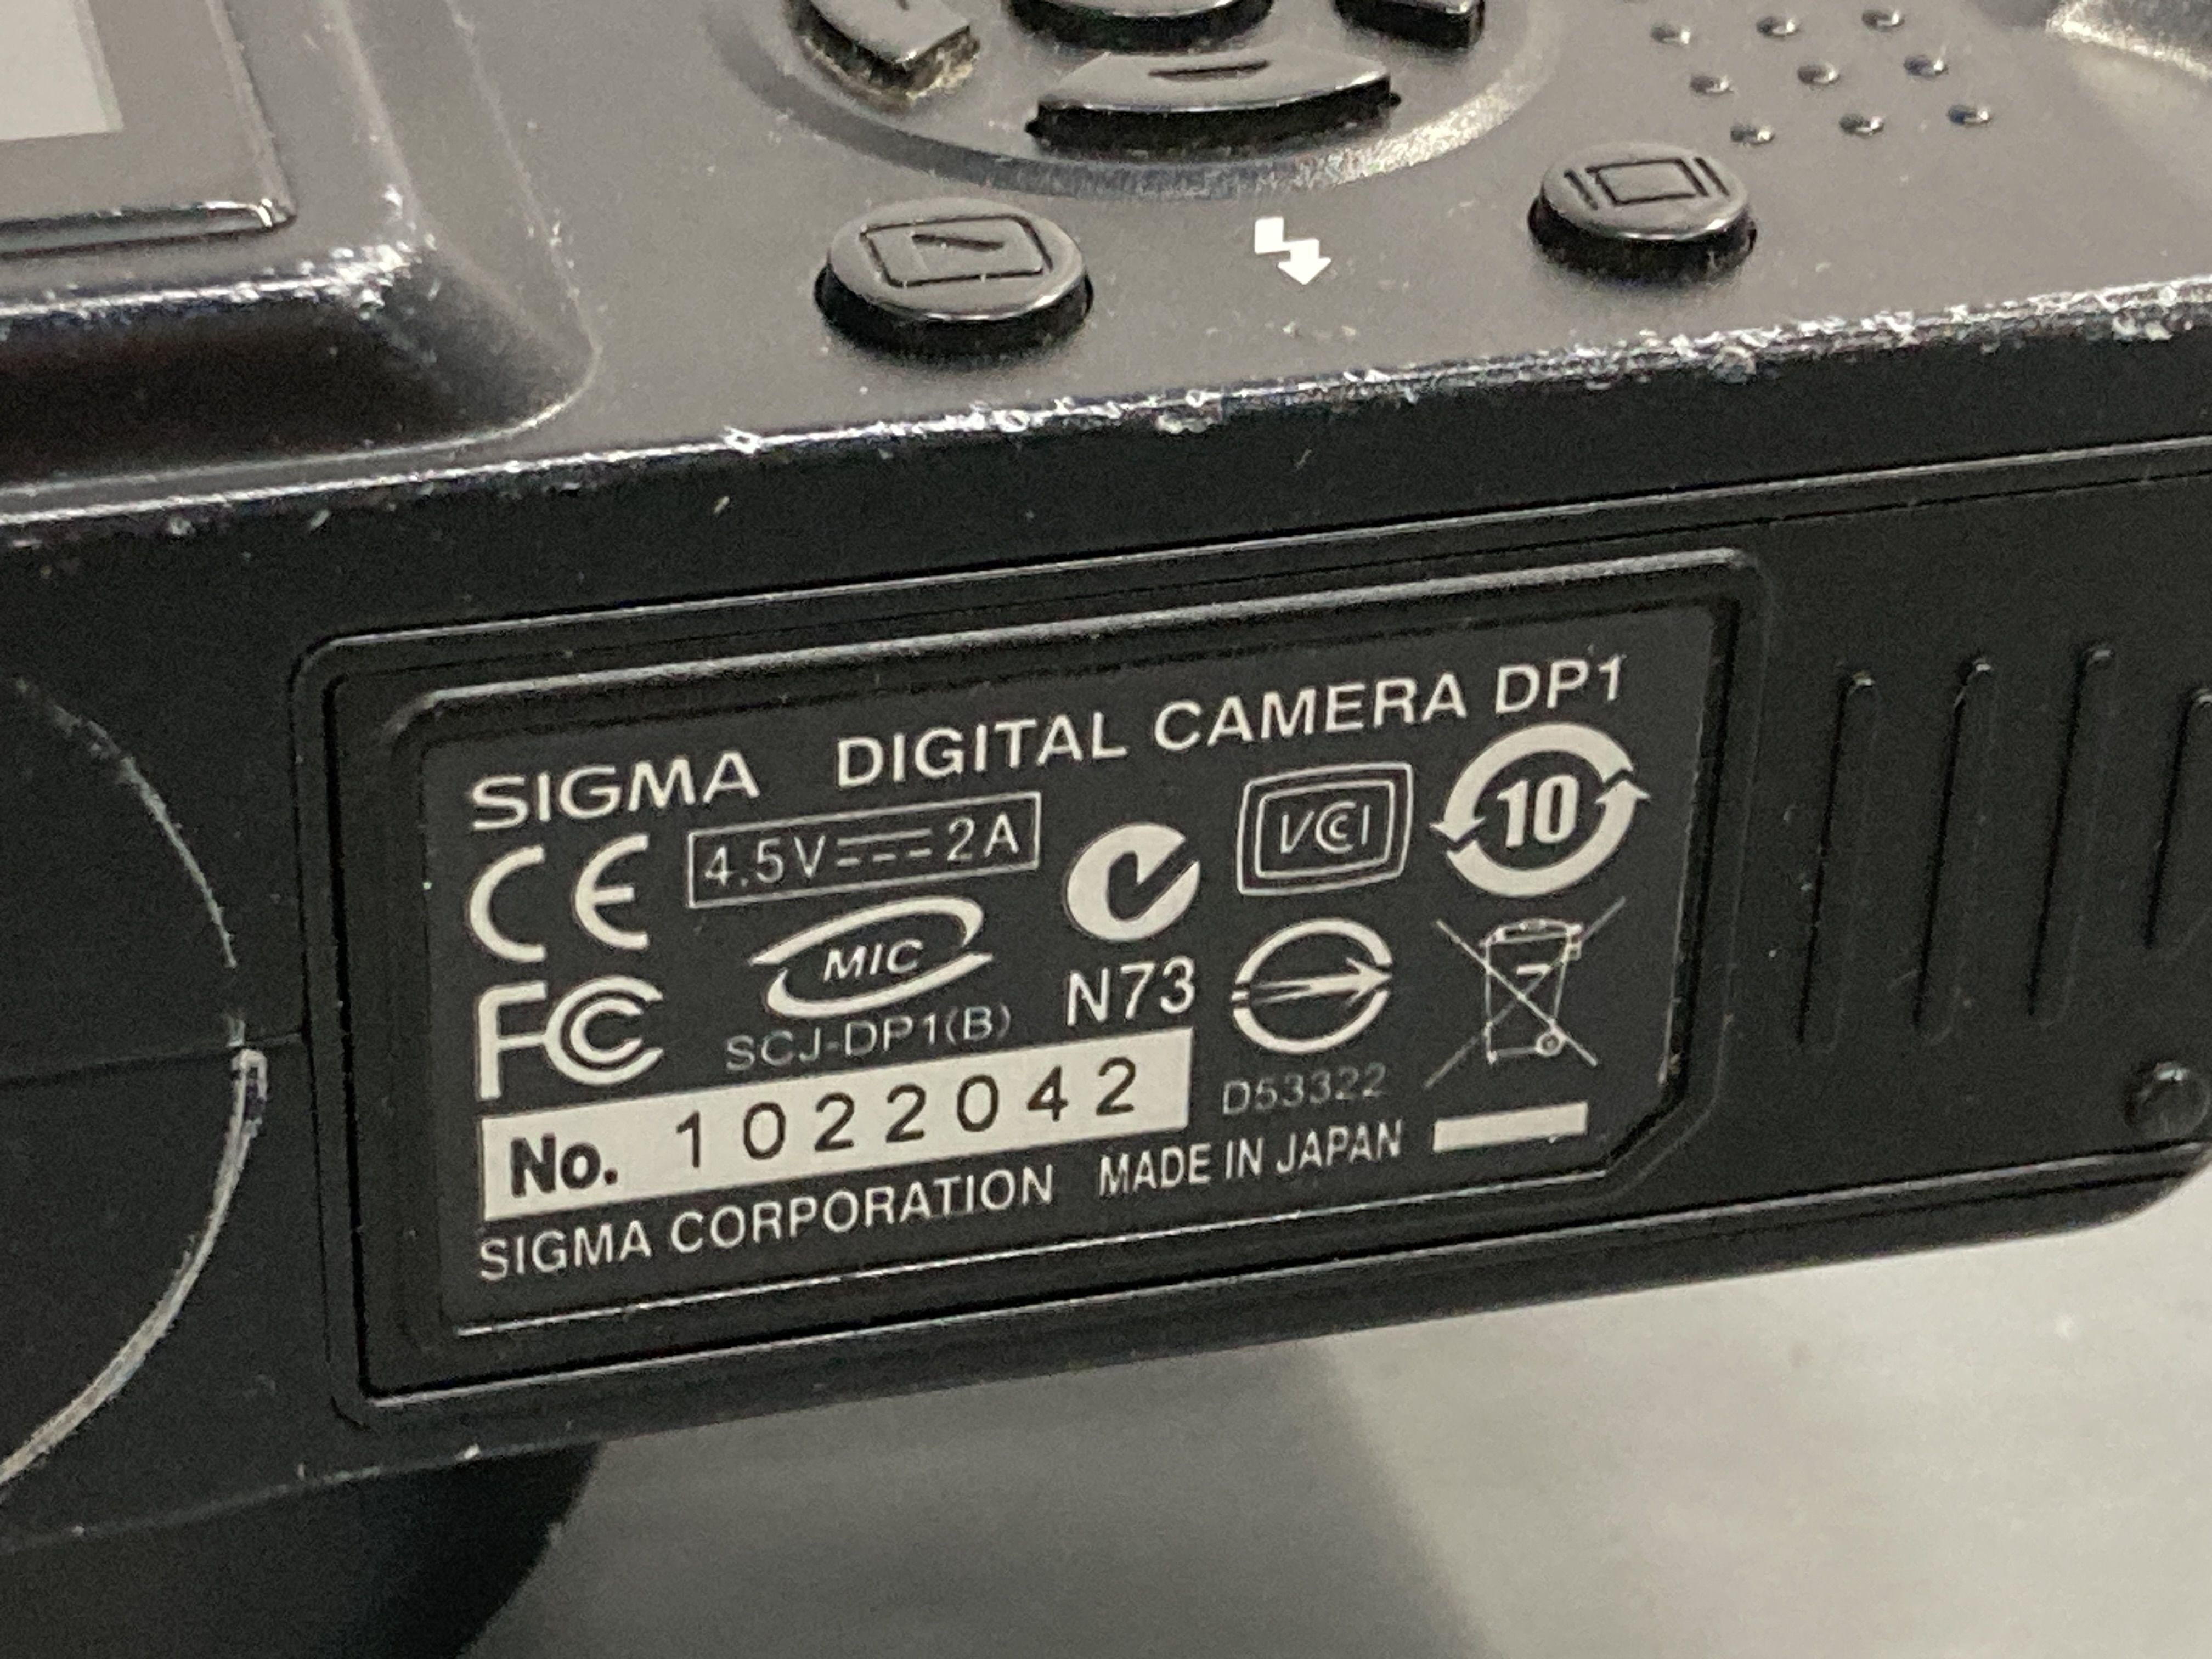 SIGMA DIGITAL CAMERA DP1
CE 4.5V 2A VCCI 10
FC MIC N73
SCJ-DP1(B)
D53322
No. 1022042
SIGMA CORPORATION MADE IN JAPAN